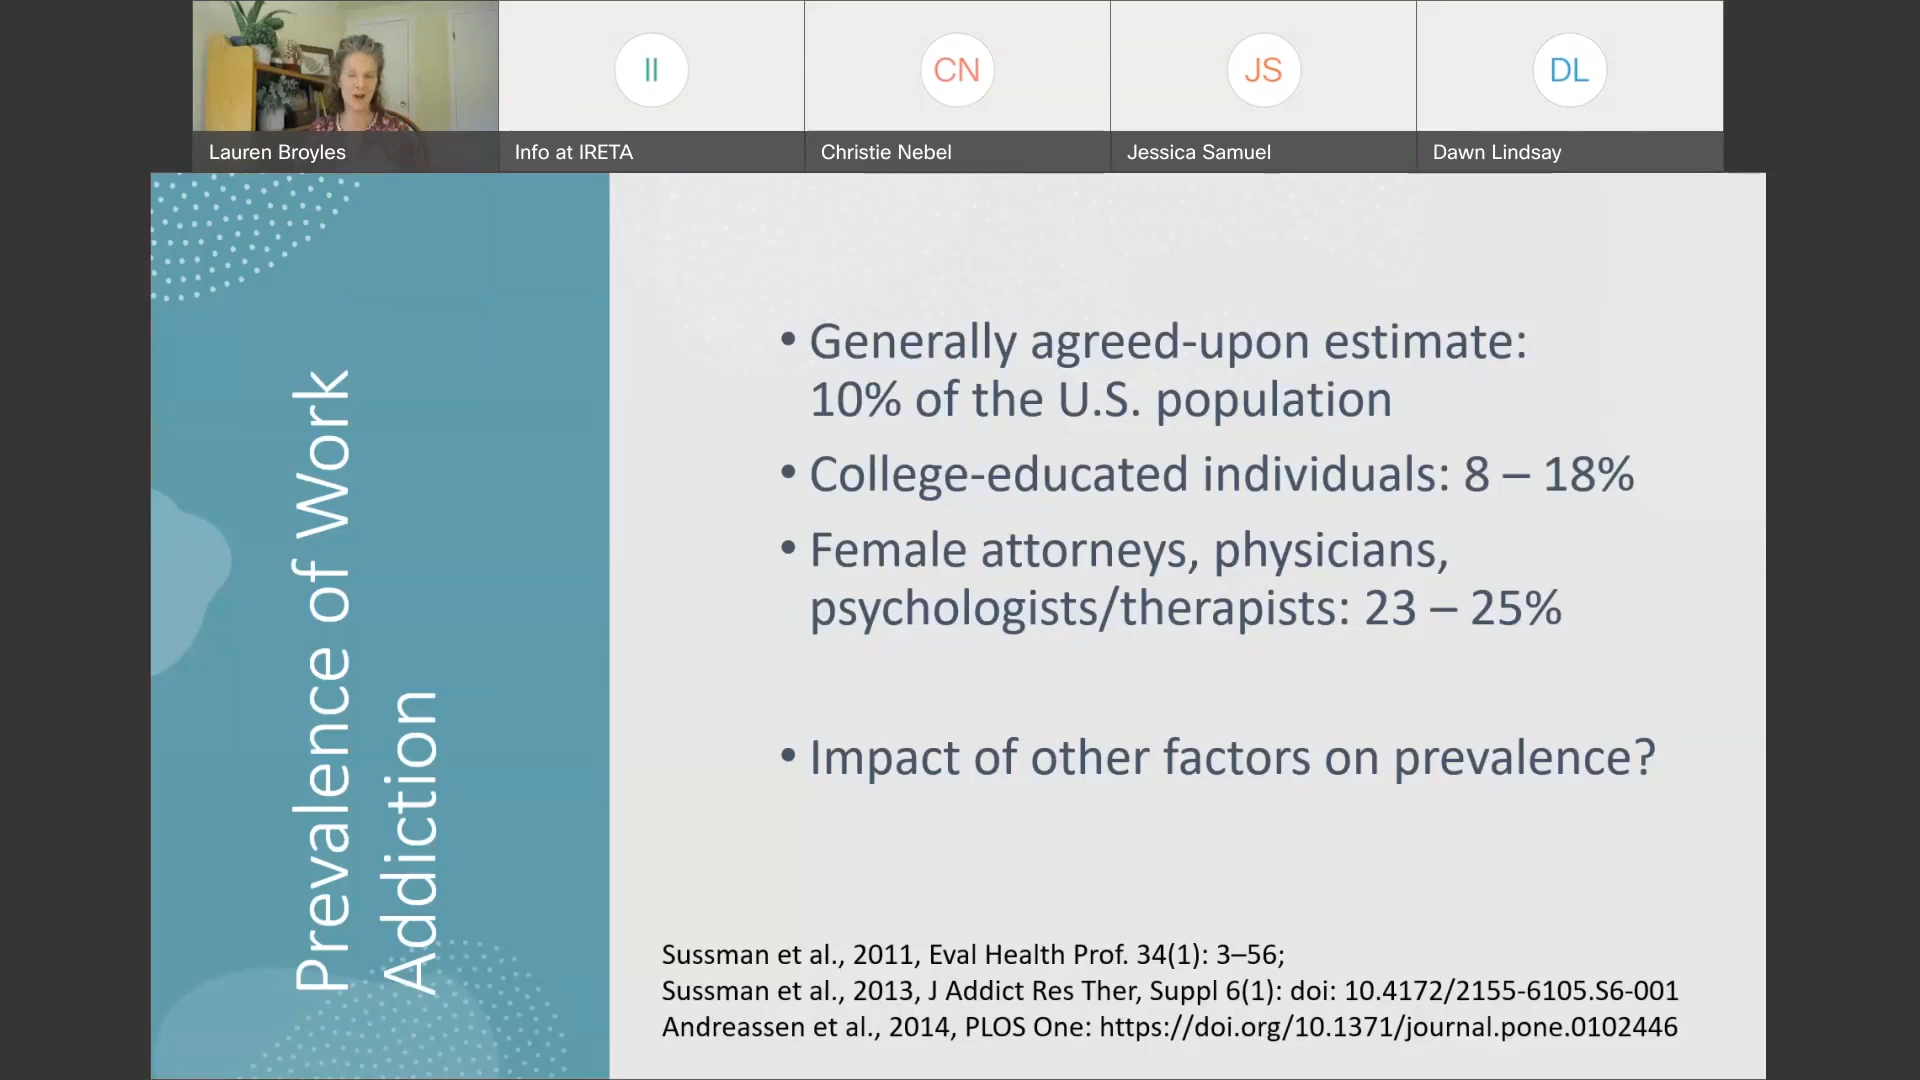 II
CN
JS
DL
Lauren Broyles
Info at IRETA
Christie Nebel
Jessica Samuel
Dawn Lindsay
Prevalence of Work
Addiction
• Generally agreed-upon estimate:
10% of the U.S. population
• College-educated individuals: 8 – 18%
• Female attorneys, physicians,
psychologists/therapists: 23 – 25%
• Impact of other factors on prevalence?
Sussman et al., 2011, Eval Health Prof. 34(1): 3–56;
Sussman et al., 2013, J Addict Res Ther, Suppl 6(1): doi: 10.4172/2155-6105.S6-001
Andreassen et al., 2014, PLOS One: https://doi.org/10.1371/journal.pone.0102446